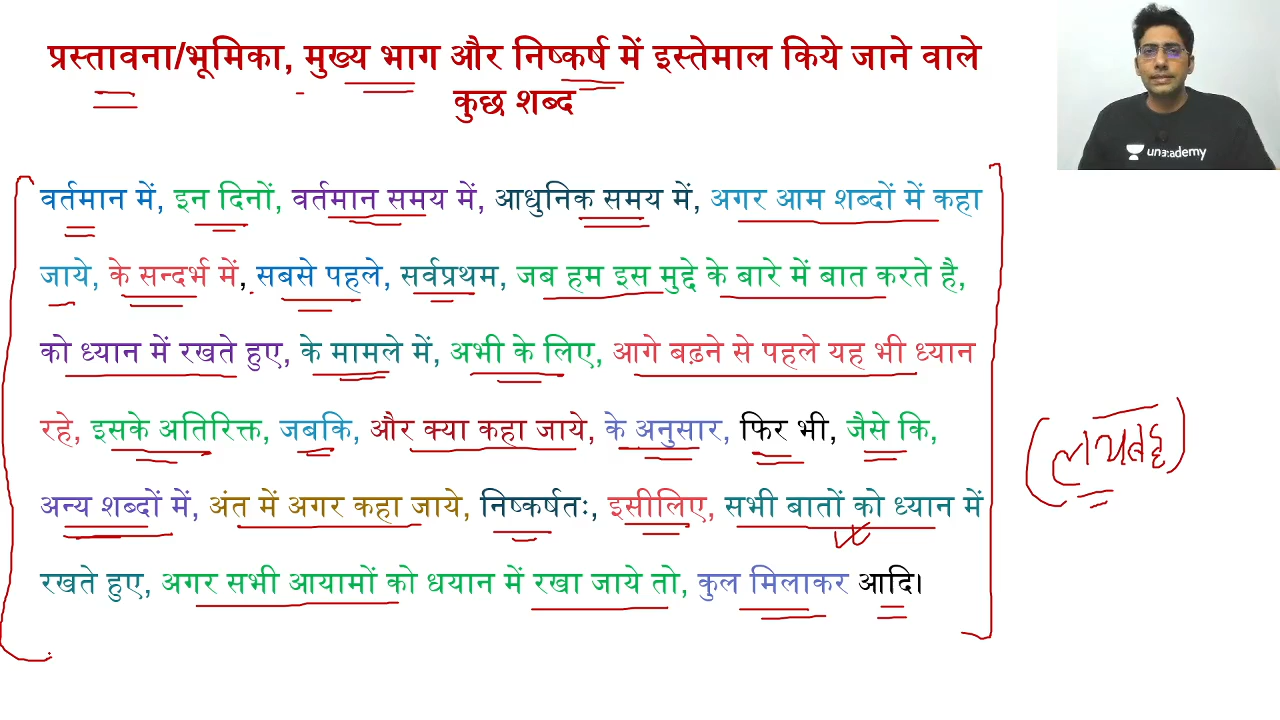 प्रस्तावना/भूमिका, मुख्य भाग और निष्कर्ष में इस्तेमाल किये जाने वाले
कुछ शब्द
unacademy
वर्तमान में, इन दिनों, वर्तमान समय में, आधुनिक समय में, अगर आम शब्दों में कहा
जाये, के सन्दर्भ में, सबसे पहले, सर्वप्रथम, जब हम इस मुद्दे के बारे में बात करते है,
को ध्यान में रखते हुए, के मामले में, अभी के लिए, आगे बढ़ने से पहले यह भी ध्यान
रहे, इसके अतिरिक्त, जबकि, और क्या कहा जाये, के अनुसार, फिर भी, जैसे कि,
अन्य शब्दों में, अंत में अगर कहा जाये, निष्कर्षतः, इसीलिए, सभी बातों को ध्यान में
रखते हुए, अगर सभी आयामों को धयान में रखा जाये तो, कुल मिलाकर आदि।
(लयबद्ध)